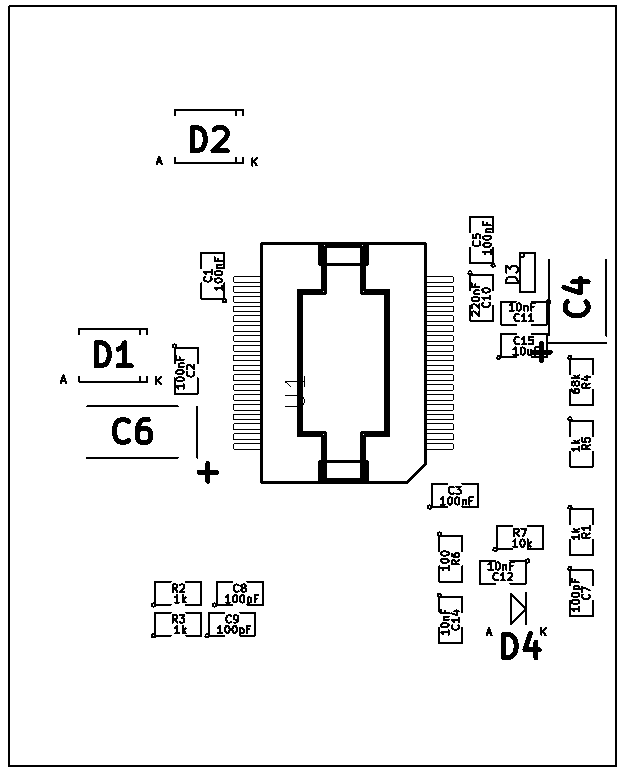 D2
A K
C5
100nF
C1
100nF
D3
C4
220nF
C10
10nF
C11
C15
10u
+
D1
A K
100nF
C2
68k
R4
U1
C6
+
1k
R5
C3
100nF
1k
R1
R7
10k
100
R6
10nF
C12
100pF
C7
R2
1k
C8
100pF
R3
1k
C9
100pF
10nF
C14
A K
D4